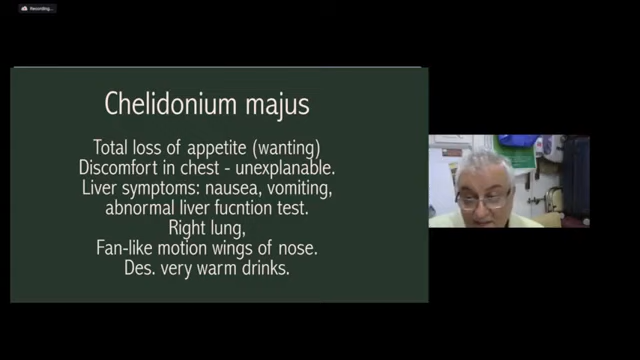 Recording...
Chelidonium majus
Total loss of appetite (wanting)
Discomfort in chest - unexplanable.
Liver symptoms: nausea, vomiting,
abnormal liver fucntion test.
Right lung,
Fan-like motion wings of nose.
Des. very warm drinks.